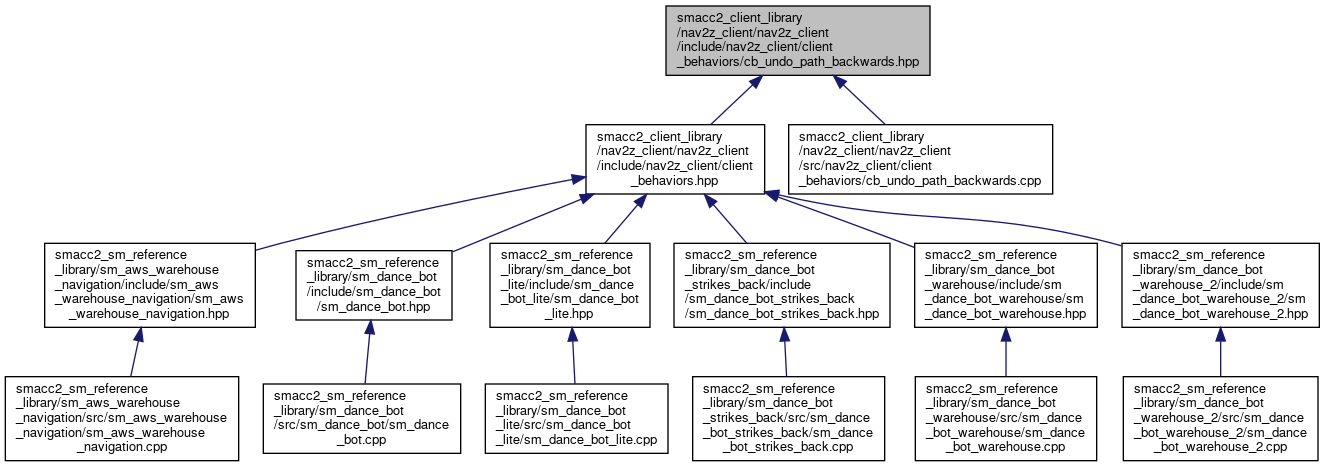 smacc2_client_library
/nav2z_client/nav2z_client
/include/nav2z_client/client
_behaviors/cb_undo_path_backwards.hpp
smacc2_client_library
/nav2z_client/nav2z_client
/include/nav2z_client/client
_behaviors.hpp
smacc2_client_library
/nav2z_client/nav2z_client
/src/nav2z_client/client
_behaviors/cb_undo_path_backwards.cpp
smacc2_sm_reference
_library/sm_aws_warehouse
_navigation/include/sm_aws
_warehouse_navigation/sm_aws
_warehouse_navigation.hpp
smacc2_sm_reference
_library/sm_dance_bot
/include/sm_dance_bot
/sm_dance_bot.hpp
smacc2_sm_reference
_library/sm_dance_bot
_lite/include/sm_dance
_bot_lite/sm_dance_bot
_lite.hpp
smacc2_sm_reference
_library/sm_dance_bot
_strikes_back/include
/sm_dance_bot_strikes_back
/sm_dance_bot_strikes_back.hpp
smacc2_sm_reference
_library/sm_dance_bot
_warehouse/include/sm
_dance_bot_warehouse/sm
_dance_bot_warehouse.hpp
smacc2_sm_reference
_library/sm_dance_bot
_warehouse_2/include/sm
_dance_bot_warehouse_2/sm
_dance_bot_warehouse_2.hpp
smacc2_sm_reference
_library/sm_aws_warehouse
_navigation/src/sm_aws_warehouse
_navigation/sm_aws_warehouse
_navigation.cpp
smacc2_sm_reference
_library/sm_dance_bot
/src/sm_dance_bot/sm_dance
_bot.cpp
smacc2_sm_reference
_library/sm_dance_bot
_lite/src/sm_dance_bot
_lite/sm_dance_bot_lite.cpp
smacc2_sm_reference
_library/sm_dance_bot
_strikes_back/src/sm_dance
_bot_strikes_back/sm_dance
_bot_strikes_back.cpp
smacc2_sm_reference
_library/sm_dance_bot
_warehouse/src/sm_dance
_bot_warehouse/sm_dance
_bot_warehouse.cpp
smacc2_sm_reference
_library/sm_dance_bot
_warehouse_2/src/sm_dance
_bot_warehouse_2/sm_dance
_bot_warehouse_2.cpp